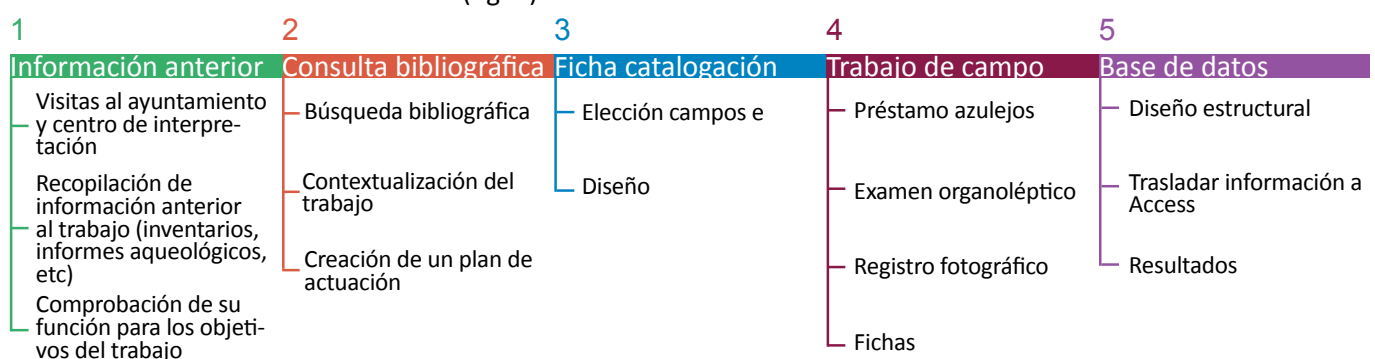 1
Información anterior
Visitas al ayuntamiento
y centro de interpre-
tación
Recopilación de
información anterior
al trabajo (inventarios,
informes aqueológicos,
etc)
Comprobación de su
función para los objeti-
vos del trabajo
2
Consulta bibliográfica
Búsqueda bibliográfica
Contextualización del
trabajo
Creación de un plan de
actuación
3
Ficha catalogación
Elección campos e
Diseño
4
Trabajo de campo
Préstamo azulejos
Examen organoléptico
Registro fotográfico
Fichas
5
Base de datos
Diseño estructural
Trasladar información a
Access
Resultados